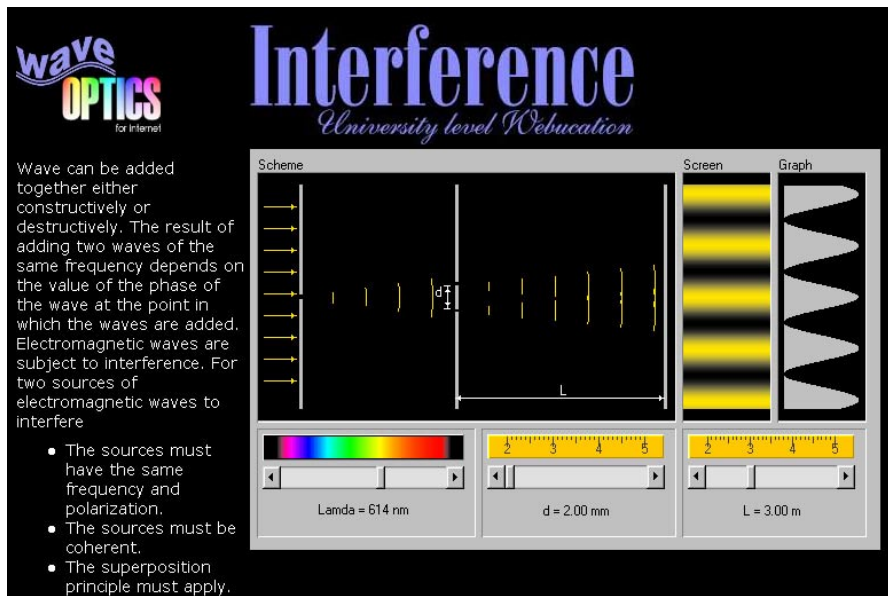 wave
OPTICS
for Internet
Interference
University level Webucation
Wave can be added
together either
constructively or
destructively. The result of
adding two waves of the
same frequency depends on
the value of the phase of
the wave at the point in
which the waves are added.
Electromagnetic waves are
subject to interference. For
two sources of
electromagnetic waves to
interfere
• The sources must
have the same
frequency and
polarization.
• The sources must be
coherent.
• The superposition
principle must apply.
Scheme
d
L
Screen
Graph
Lamda = 614 nm
2 3 4 5
d = 2.00 mm
2 3 4 5
L = 3.00 m